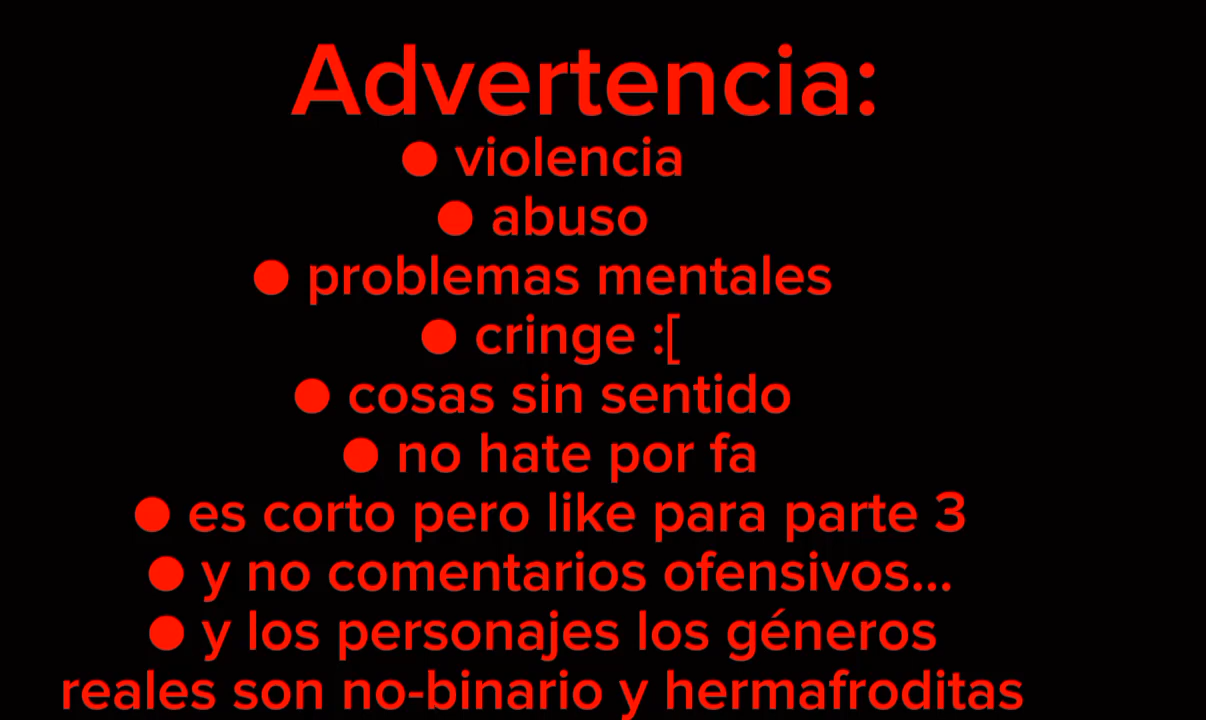 Advertencia:
● violencia
● abuso
● problemas mentales
● cringe :[
● cosas sin sentido
● no hate por fa
● es corto pero like para parte 3
● y no comentarios ofensivos...
● y los personajes los géneros
reales son no-binario y hermafroditas